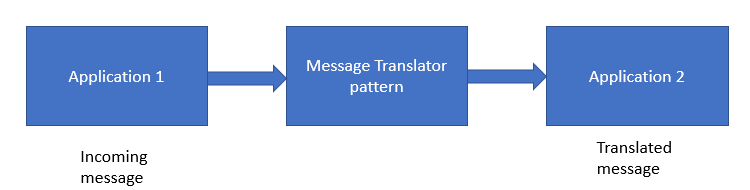 Application 1
Message Translator
pattern
Application 2
Incoming
message
Translated
message